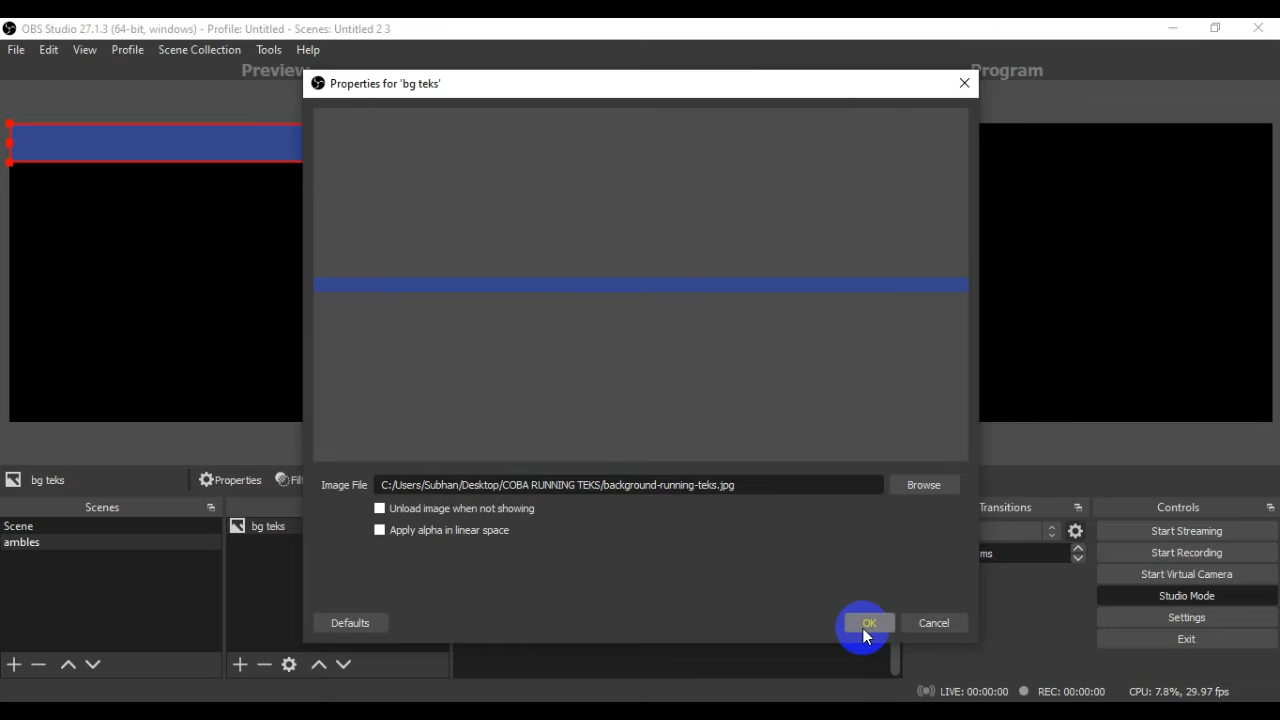 OBS Studio 27.1.3 (64-bit, windows) - Profile: Untitled - Scenes: Untitled 2 3
File Edit View Profile Scene Collection Tools Help
Preview
Program
Properties for 'bg teks'
Image File C:/Users/Subhan/Desktop/COBA RUNNING TEKS/background-running-teks.jpg Browse
Unload image when not showing
Apply alpha in linear space
Defaults OK Cancel
bg teks Properties
Scenes
Scene
ambles
bg teks
Transitions
ms
Controls
Start Streaming
Start Recording
Start Virtual Camera
Studio Mode
Settings
Exit
LIVE: 00:00:00 REC: 00:00:00 CPU: 7.8%, 29.97 fps